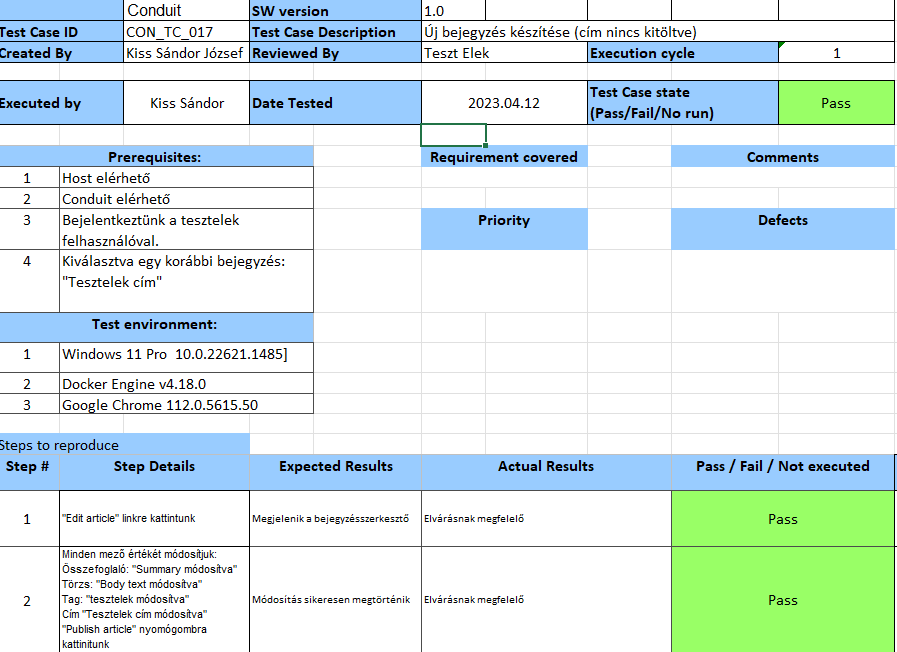 Conduit SW version 1.0
Test Case ID CON_TC_017 Test Case Description Új bejegyzés készítése (cím nincs kitöltve)
Created By Kiss Sándor József Reviewed By Teszt Elek Execution cycle 1
Executed by Kiss Sándor Date Tested 2023.04.12 Test Case state
(Pass/Fail/No run) Pass
Prerequisites: Requirement covered Comments
1 Host elérhető
2 Conduit elérhető
3 Bejelentkeztünk a tesztelek
felhasználóval.
Priority Defects
4 Kiválasztva egy korábbi bejegyzés:
"Tesztelek cím"
Test environment:
1 Windows 11 Pro 10.0.22621.1485]
2 Docker Engine v4.18.0
3 Google Chrome 112.0.5615.50
Steps to reproduce
Step # Step Details Expected Results Actual Results Pass / Fail / Not executed
1 "Edit article" linkre kattintunk Megjelenik a bejegyzésszerkesztő Elvárásnak megfelelő Pass
2 Minden mező értékét módosítjuk:
Összefoglaló: "Summary módosítva"
Törzs: "Body text módosítva"
Tag: "tesztelek módosítva"
Cím "Tesztelek cím módosítva"
"Publish article" nyomógombra
kattinitunk
Módosítás sikeresen megtörténik Elvárásnak megfelelő Pass